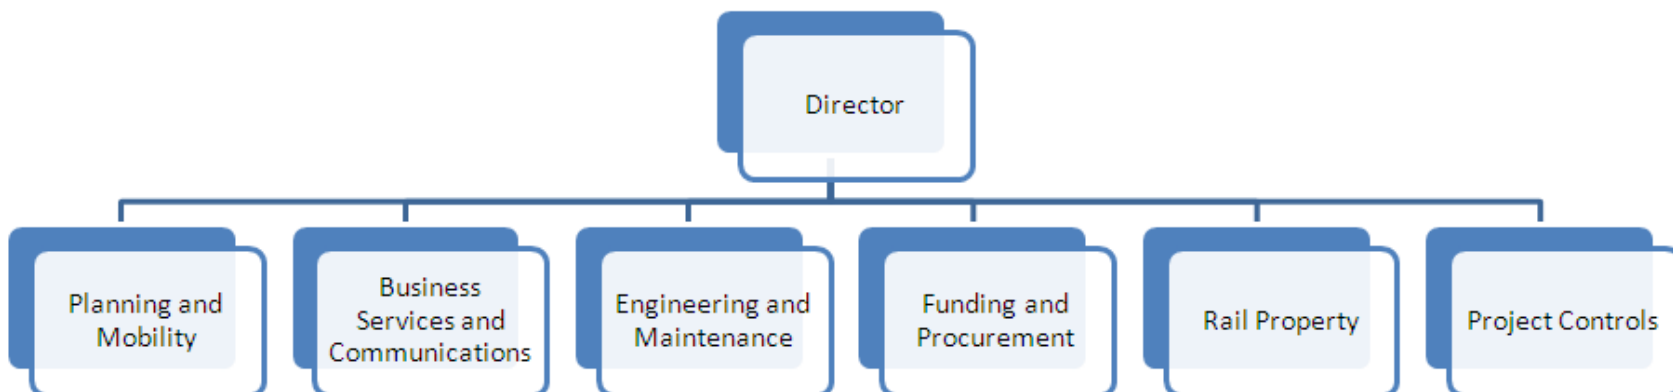 Director
Planning and
Mobility
Business
Services and
Communications
Engineering and
Maintenance
Funding and
Procurement
Rail Property
Project Controls